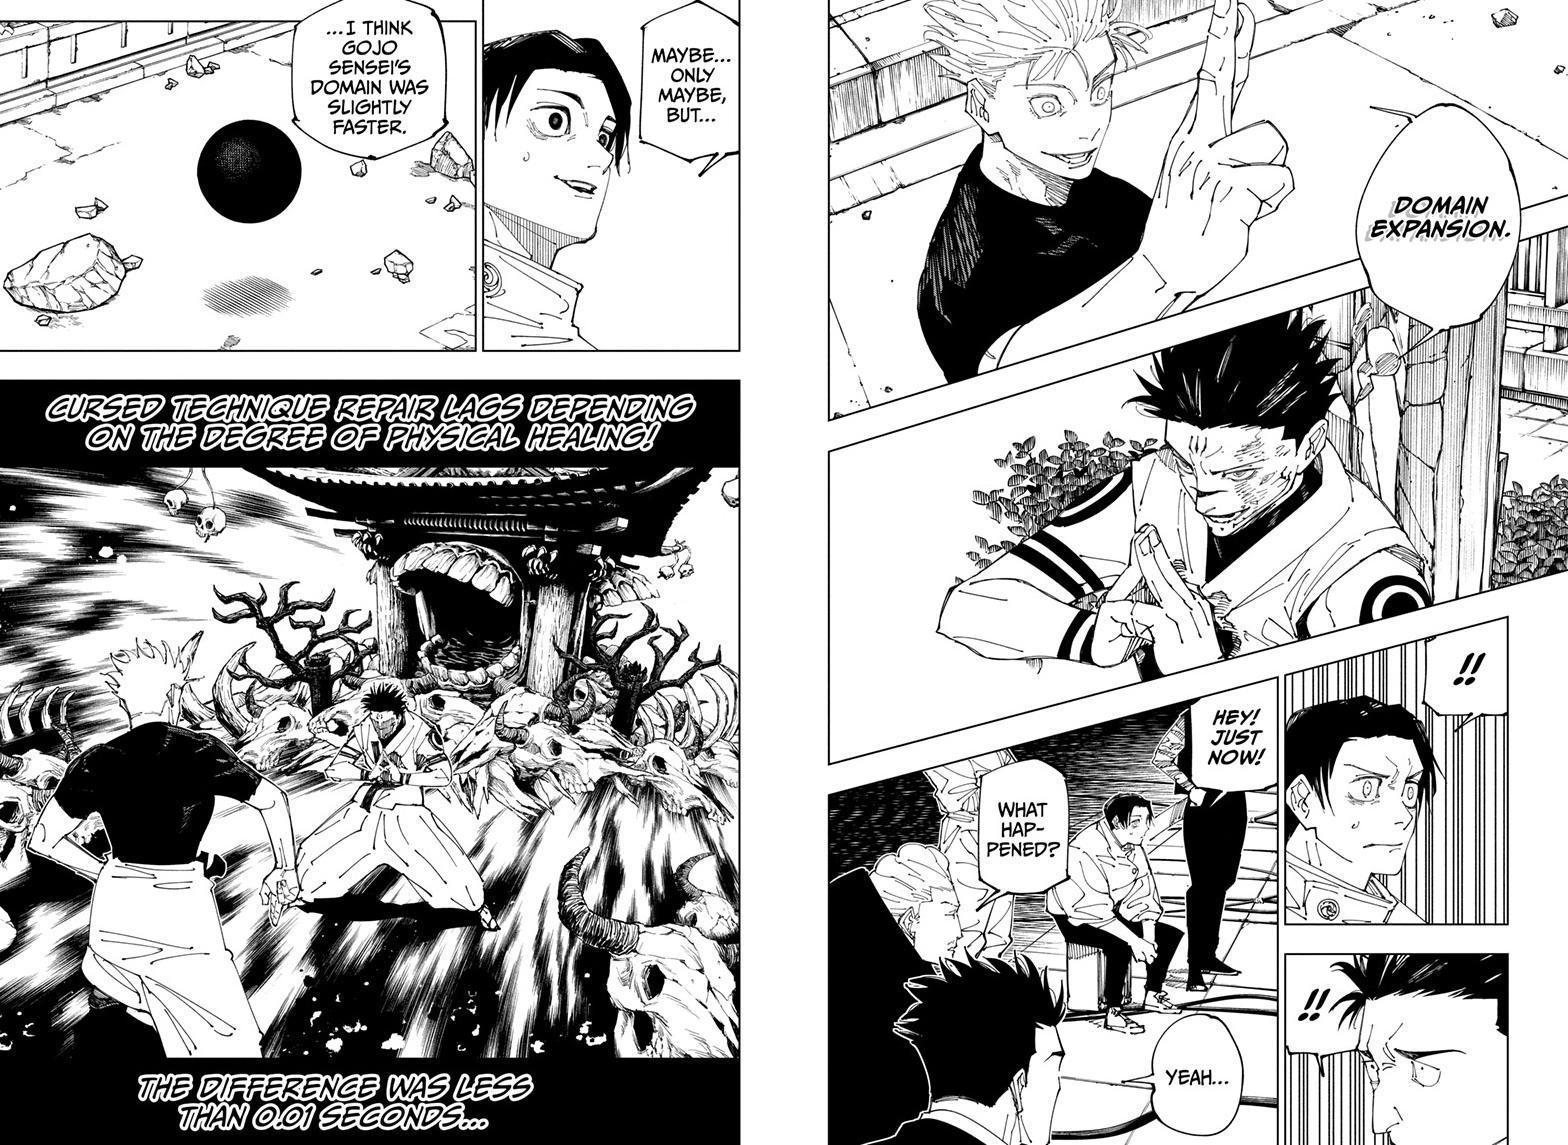 DOMAIN
EXPANSION.
!!
HEY!
JUST
NOW!
WHAT
HAP-
PENED?
!!
YEAH...
MAYBE...
ONLY
MAYBE,
BUT...
...I THINK
GOJO
SENSEI'S
DOMAIN WAS
SLIGHTLY
FASTER.
CURSED TECHNIQUE REPAIR LAGS DEPENDING
ON THE DEGREE OF PHYSICAL HEALING!
THE DIFFERENCE WAS LESS
THAN 0.01 SECONDS...